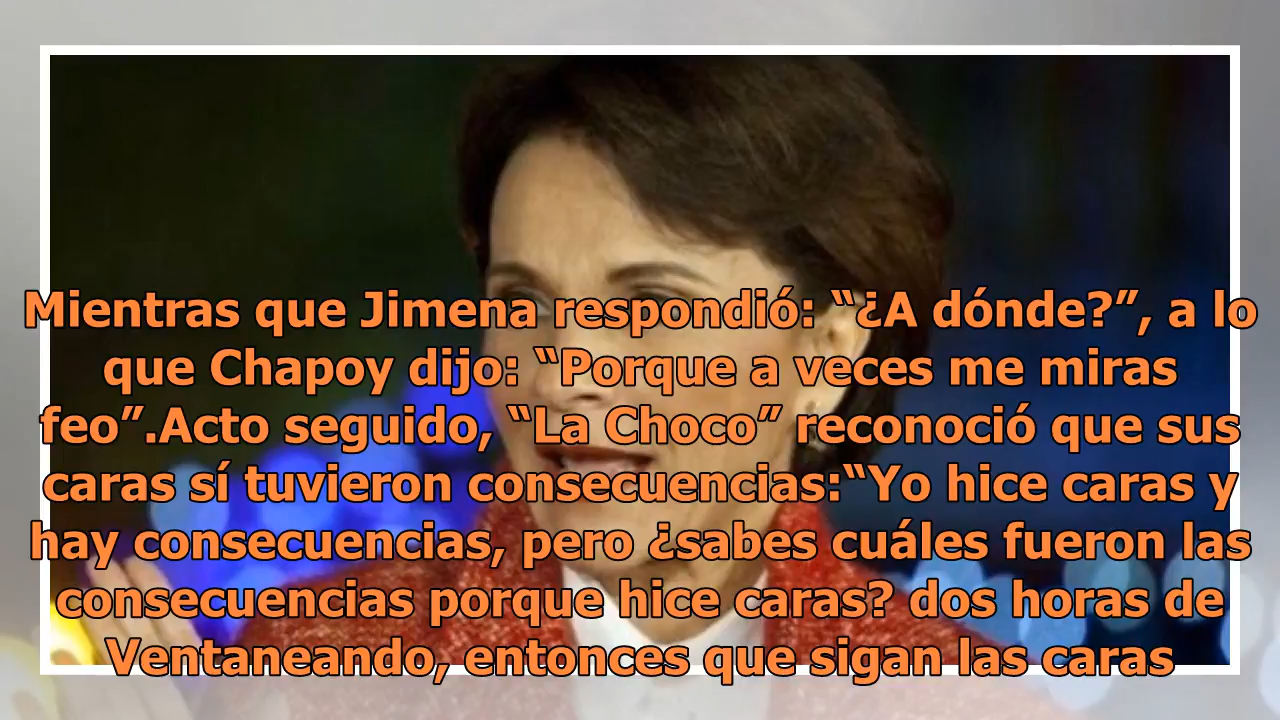 Mientras que Jimena respondió: “¿A dónde?”, a lo
que Chapoy dijo: “Porque a veces me miras
feo”.Acto seguido, “La Choco” reconoció que sus
caras sí tuvieron consecuencias:“Yo hice caras y
hay consecuencias, pero ¿sabes cuáles fueron las
consecuencias porque hice caras? dos horas de
Ventaneando, entonces que sigan las caras